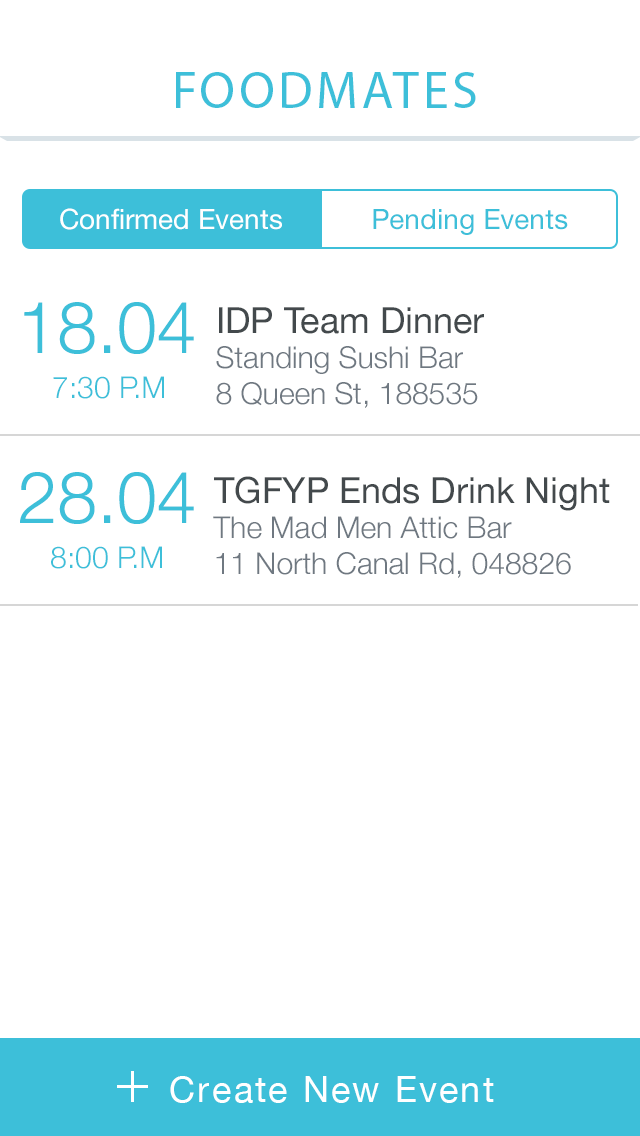 FOODMATES
Confirmed Events
Pending Events
18.04
7:30 P.M
IDP Team Dinner
Standing Sushi Bar
8 Queen St, 188535
28.04
8:00 P.M
TGFYP Ends Drink Night
The Mad Men Attic Bar
11 North Canal Rd, 048826
+ Create New Event